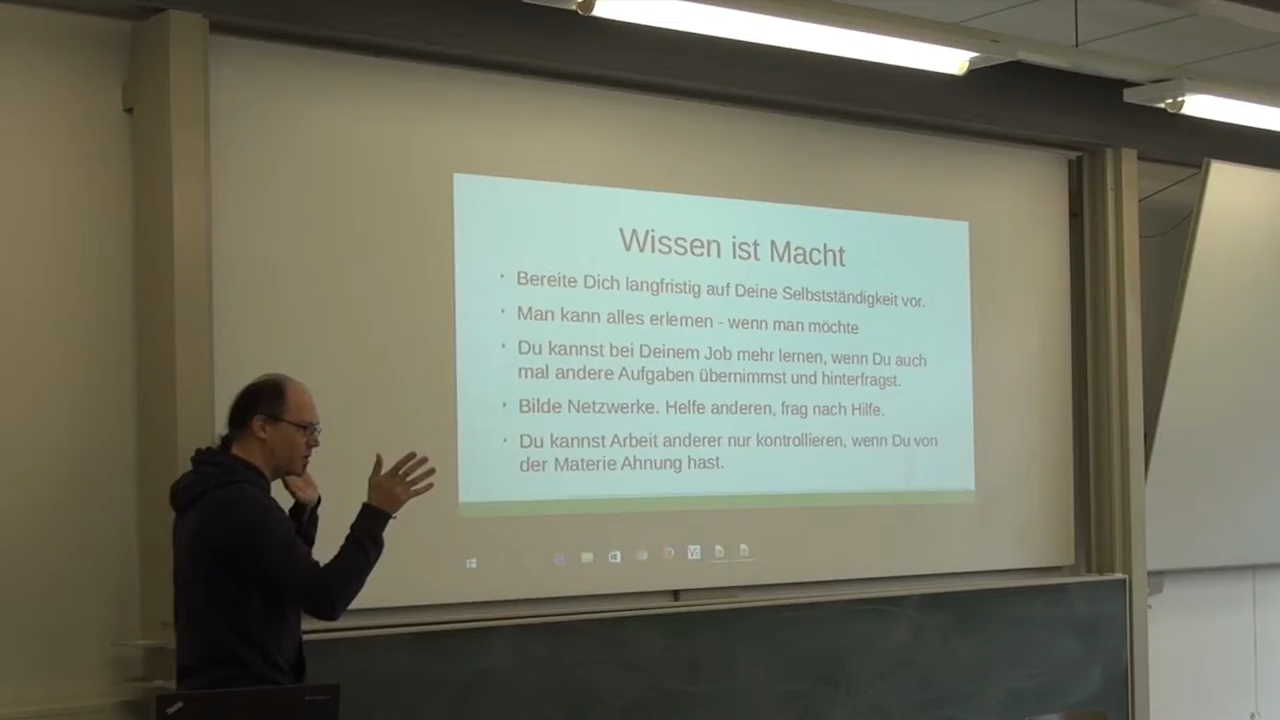 Wissen ist Macht
Bereite Dich langfristig auf Deine Selbstständigkeit vor.
Man kann alles erlernen - wenn man möchte
Du kannst bei Deinem Job mehr lernen, wenn Du auch
mal andere Aufgaben übernimmst und hinterfragst.
Bilde Netzwerke. Helfe anderen, frag nach Hilfe.
Du kannst Arbeit anderer nur kontrollieren, wenn Du von
der Materie Ahnung hast.